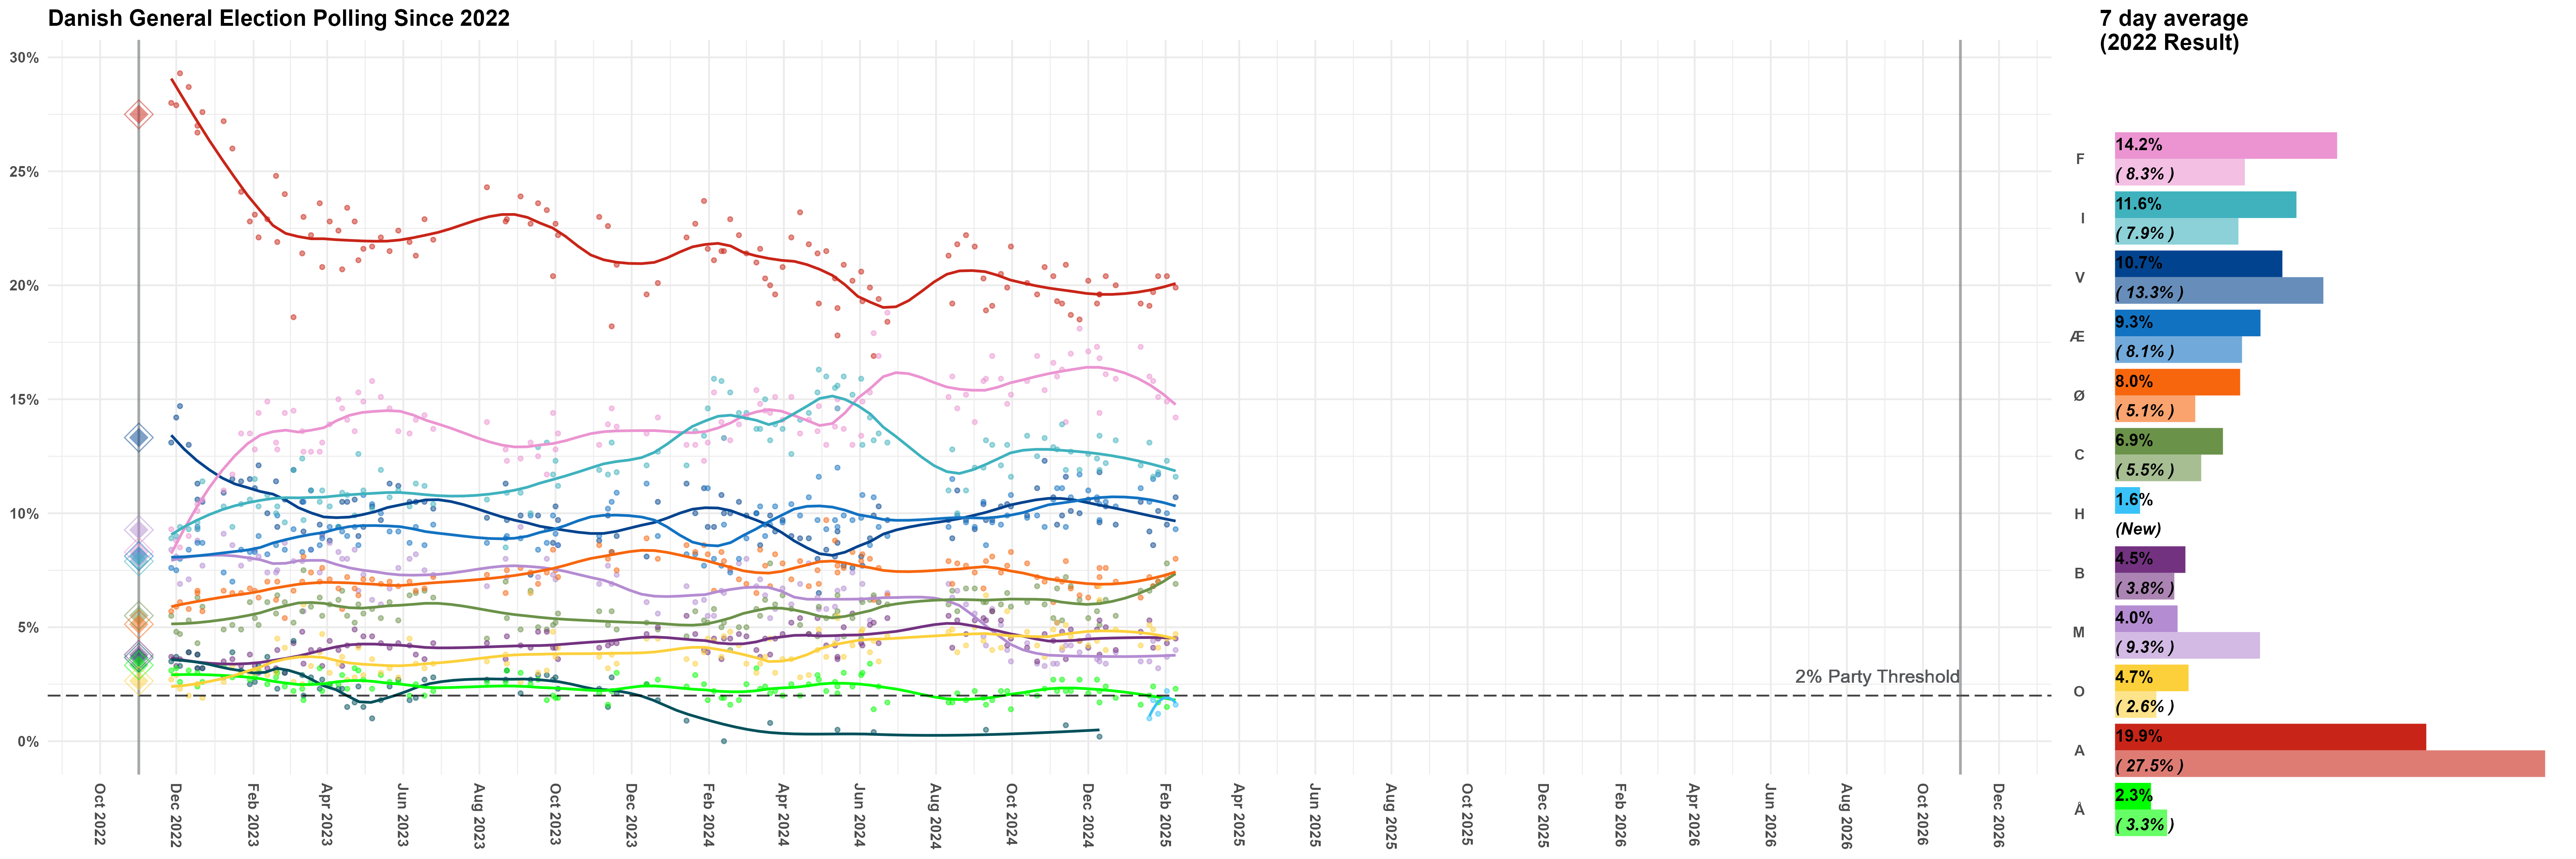 Danish General Election Polling Since 2022
30%
25%
20%
15%
10%
5%
0%
2% Party Threshold
Oct 2022
Dec 2022
Feb 2023
Apr 2023
Jun 2023
Aug 2023
Oct 2023
Dec 2023
Feb 2024
Apr 2024
Jun 2024
Aug 2024
Oct 2024
Dec 2024
Feb 2025
Apr 2025
Jun 2025
Aug 2025
Oct 2025
Dec 2025
Feb 2026
Apr 2026
Jun 2026
Aug 2026
Oct 2026
Dec 2026
7 day average
(2022 Result)
F
14.2%
( 8.3% )
I
11.6%
( 7.9% )
V
10.7%
( 13.3% )
Æ
9.3%
( 8.1% )
Ø
8.0%
( 5.1% )
C
6.9%
( 5.5% )
H
1.6%
(New)
B
4.5%
( 3.8% )
M
4.0%
( 9.3% )
O
4.7%
( 2.6% )
A
19.9%
( 27.5% )
Å
2.3%
( 3.3% )